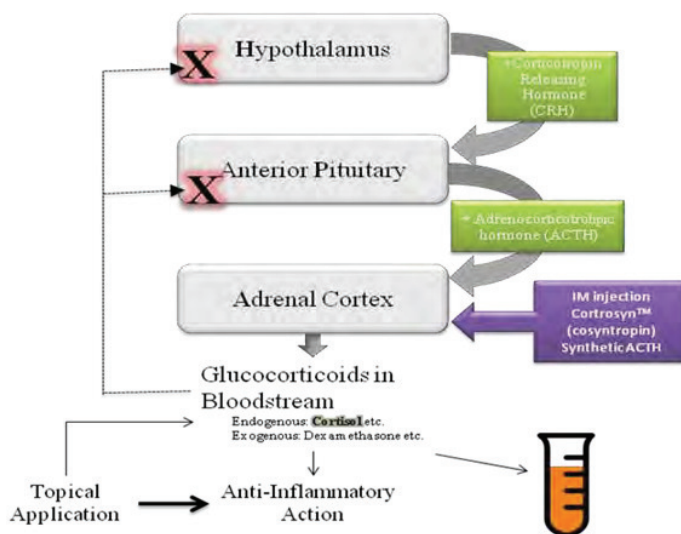 X
Hypothalamus
+Corticotropin
Releasing
Hormone
(CRH)
X
Anterior Pituitary
+ Adrenocorticotropic
hormone (ACTH)
Adrenal Cortex
IM injection
Cortrosyn™
(cosyntropin)
Synthetic ACTH
Glucocorticoids in
Bloodstream
Endogenous: Cortisol etc.
Exogenous: Dexamethasone etc.
Topical
Application
Anti-Inflammatory
Action